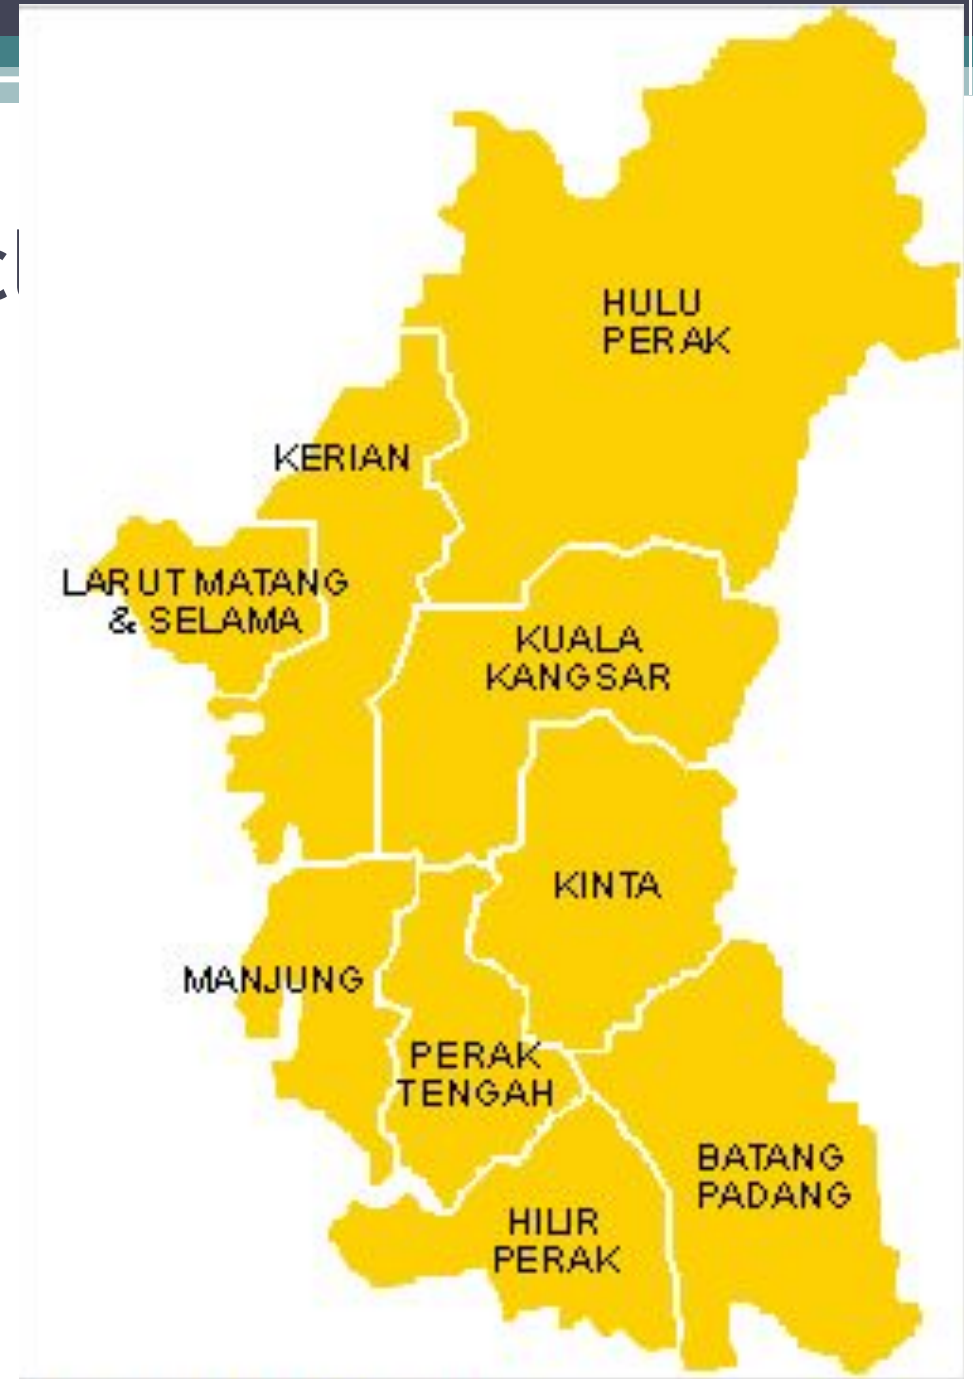 HULU
PERAK
KERIAN
LARUT MATANG
& SELAMA
KUALA
KANGSAR
KINTA
MANJUNG
PERAK
TENGAH
BATANG
PADANG
HILIR
PERAK